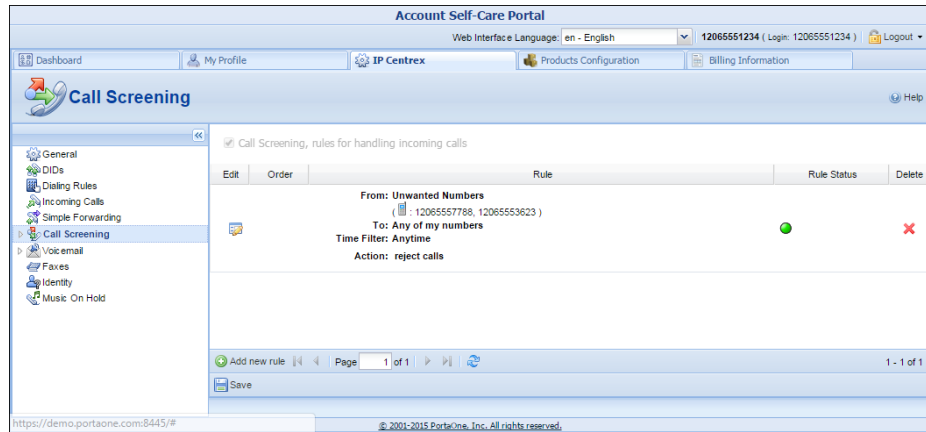 Account Self-Care Portal
Web Interface Language: en - English 12065551234 ( Login: 12065551234 ) Logout
Dashboard My Profile IP Centrex Products Configuration Billing Information
Call Screening Help
General
DIDs
Dialing Rules
Incoming Calls
Simple Forwarding
Call Screening
Voicemail
Faxes
Identity
Music On Hold
Call Screening, rules for handling incoming calls
Edit Order Rule Rule Status Delete
From: Unwanted Numbers
( : 12065557788, 12065553623 )
To: Any of my numbers
Time Filter: Anytime
Action: reject calls
Add new rule Page 1 of 1 1 - 1 of 1
Save
https://demo.portaone.com:8445/#
© 2001-2015 PortaOne, Inc. All rights reserved.